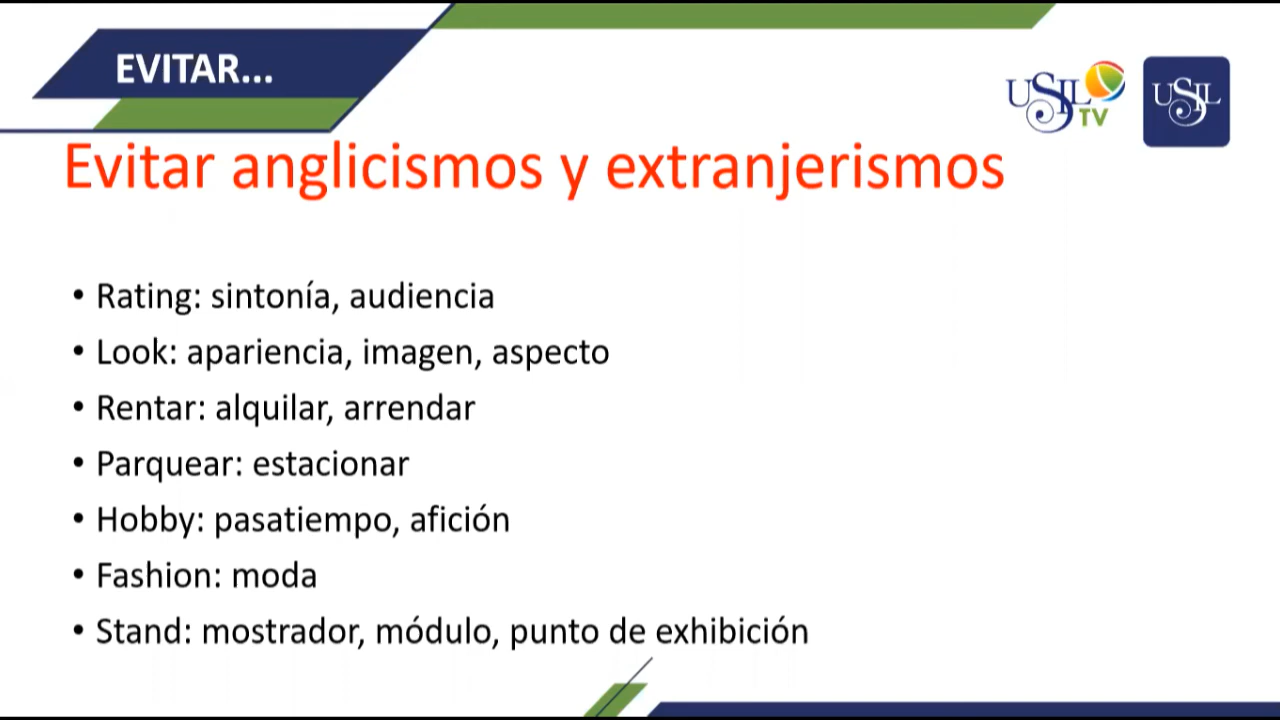 EVITAR...
USIL
TV
USIL
Evitar anglicismos y extranjerismos
• Rating: sintonía, audiencia
• Look: apariencia, imagen, aspecto
• Rentar: alquilar, arrendar
• Parquear: estacionar
• Hobby: pasatiempo, afición
• Fashion: moda
• Stand: mostrador, módulo, punto de exhibición